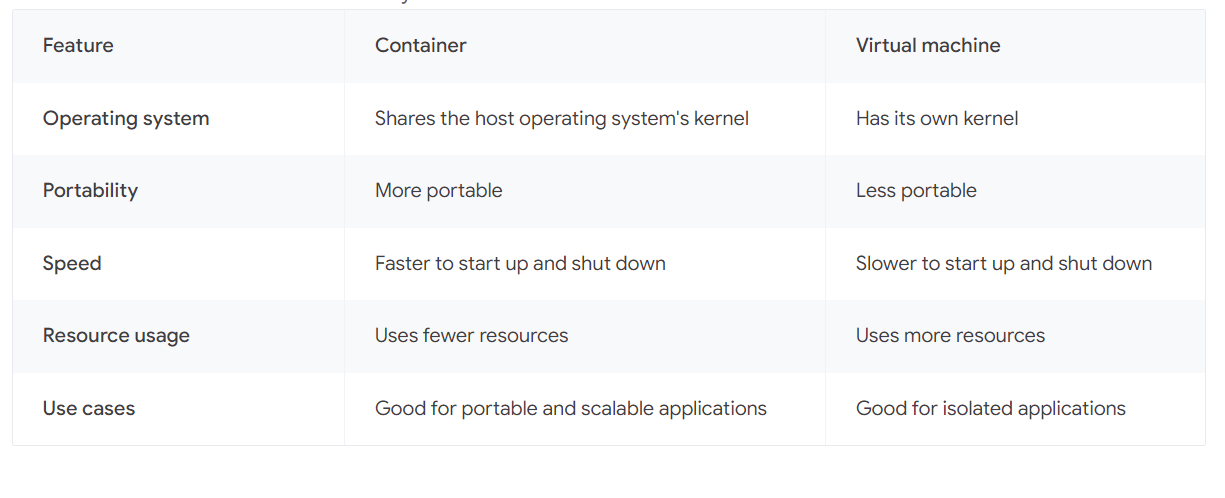 Feature Container Virtual machine
Operating system Shares the host operating system's kernel Has its own kernel
Portability More portable Less portable
Speed Faster to start up and shut down Slower to start up and shut down
Resource usage Uses fewer resources Uses more resources
Use cases Good for portable and scalable applications Good for isolated applications